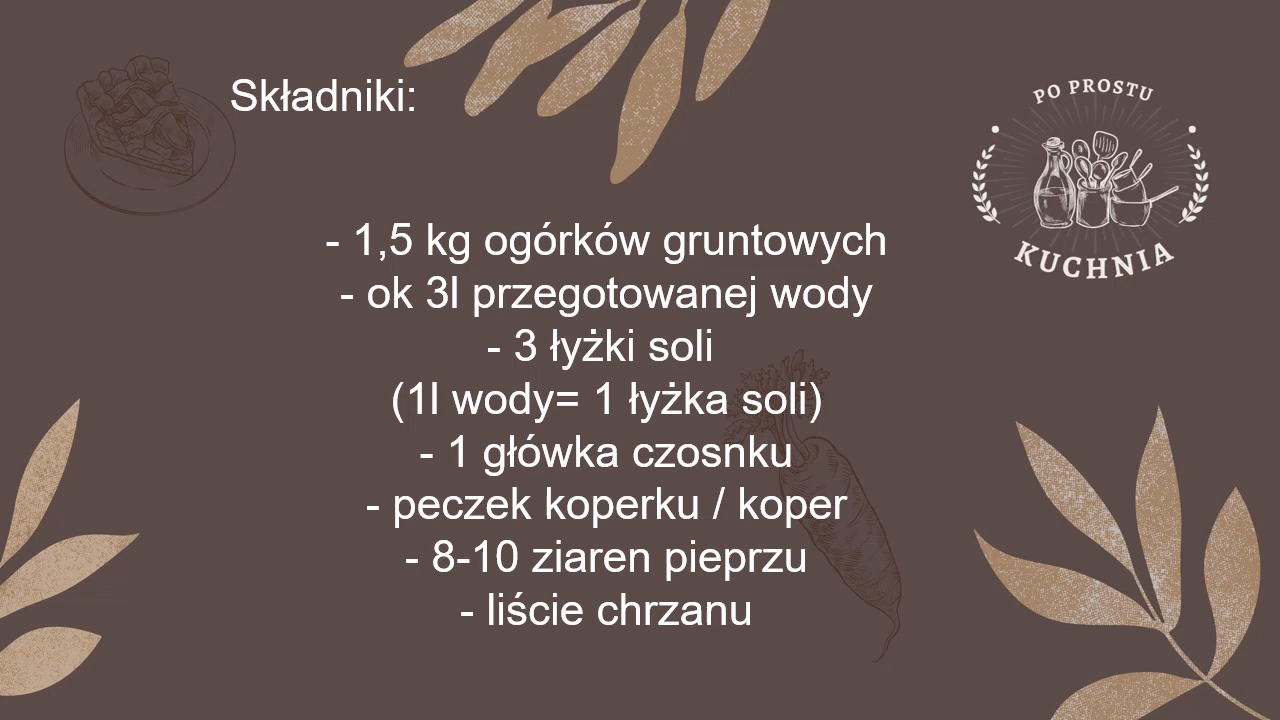 Składniki:
PO PROSTU
KUCHNIA
- 1,5 kg ogórków gruntowych
- ok 3l przegotowanej wody
- 3 łyżki soli
(1l wody= 1 łyżka soli)
- 1 główka czosnku
- peczek koperku / koper
- 8-10 ziaren pieprzu
- liście chrzanu